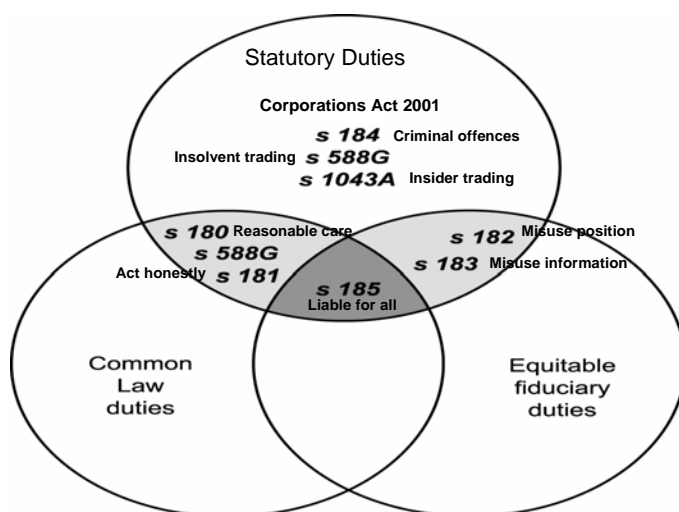 Statutory Duties
Corporations Act 2001
s 184 Criminal offences
Insolvent trading s 588G
s 1043A Insider trading
s 180 Reasonable care
s 588G
Act honestly s 181
s 182 Misuse position
s 183 Misuse information
s 185
Liable for all
Common
Law
duties
Equitable
fiduciary
duties